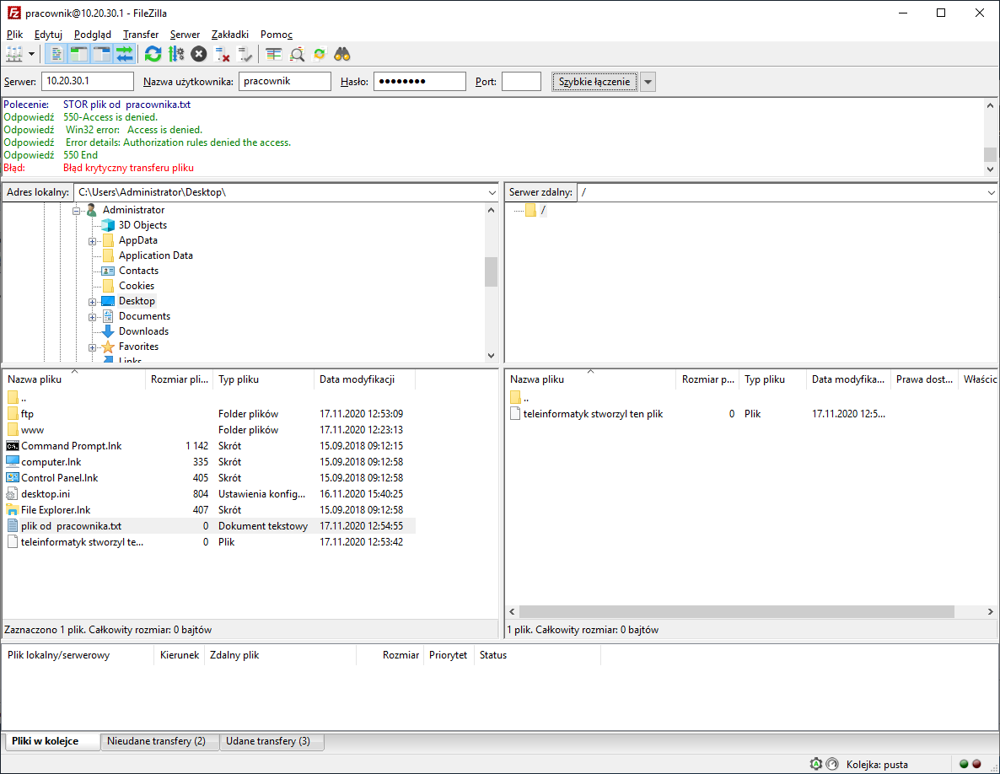 pracownik@10.20.30.1 - FileZilla
Plik Edytuj Podgląd Transfer Serwer Zakładki Pomoc
Serwer: 10.20.30.1 Nazwa użytkownika: pracownik Hasło: ●●●●●●●● Port: Szybkie łączenie
Polecenie: STOR plik od  pracownika.txt
Odpowiedź 550-Access is denied.
Odpowiedź Win32 error:   Access is denied.
Odpowiedź Error details: Authorization rules denied the access.
Odpowiedź 550 End
Błąd: Błąd krytyczny transferu pliku
Adres lokalny: C:\Users\Administrator\Desktop\
Administrator
3D Objects
AppData
Application Data
Contacts
Cookies
Desktop
Documents
Downloads
Favorites
Links
Serwer zdalny: /
/
Nazwa pliku Rozmiar pli... Typ pliku Data modyfikacji
..
ftp Folder plików 17.11.2020 12:53:09
www Folder plików 17.11.2020 12:23:13
Command Prompt.lnk 1 142 Skrót 15.09.2018 09:12:15
computer.lnk 335 Skrót 15.09.2018 09:12:58
Control Panel.lnk 405 Skrót 15.09.2018 09:12:58
desktop.ini 804 Ustawienia konfig... 16.11.2020 15:40:25
File Explorer.lnk 407 Skrót 15.09.2018 09:12:58
plik od  pracownika.txt 0 Dokument tekstowy 17.11.2020 12:54:55
teleinformatyk stworzyl te... 0 Plik 17.11.2020 12:53:42
Zaznaczono 1 plik. Całkowity rozmiar: 0 bajtów
Nazwa pliku Rozmiar p... Typ pliku Data modyfika... Prawa dost... Właścic
..
teleinformatyk stworzyl ten plik 0 Plik 17.11.2020 12:5...
1 plik. Całkowity rozmiar: 0 bajtów
Plik lokalny/serwerowy Kierunek Zdalny plik Rozmiar Priorytet Status
Pliki w kolejce Nieudane transfery (2) Udane transfery (3)
Kolejka: pusta